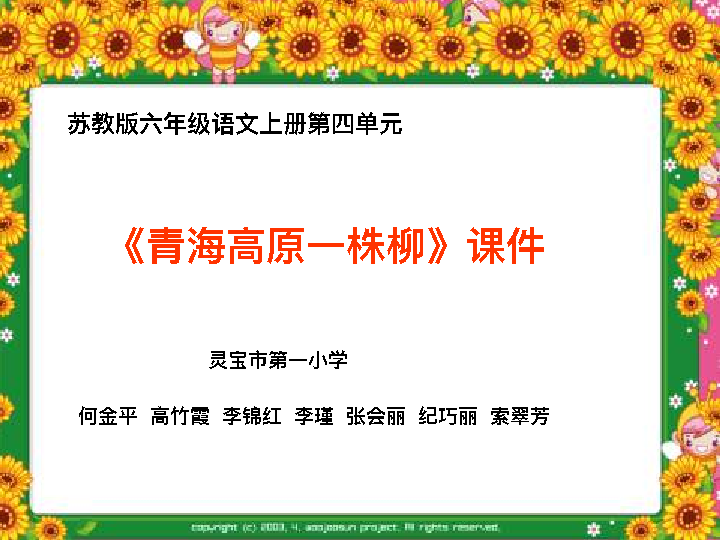 苏教版六年级语文上册第四单元
《青海高原一株柳》课件
灵宝市第一小学
何金平 高竹霞 李锦红 李瑾 张会丽 纪巧丽 索翠芳
copyright (c) 2003, 4. aoojoosun project. All rights reserved.